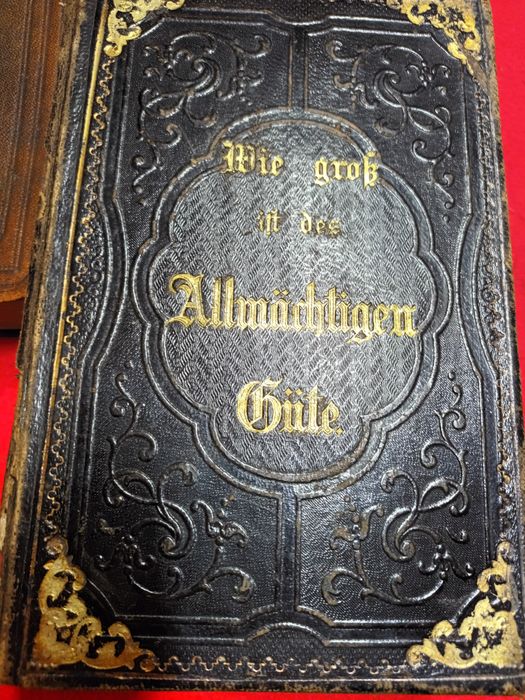 Wie groß
ist des
Allmächtigen
Güte.